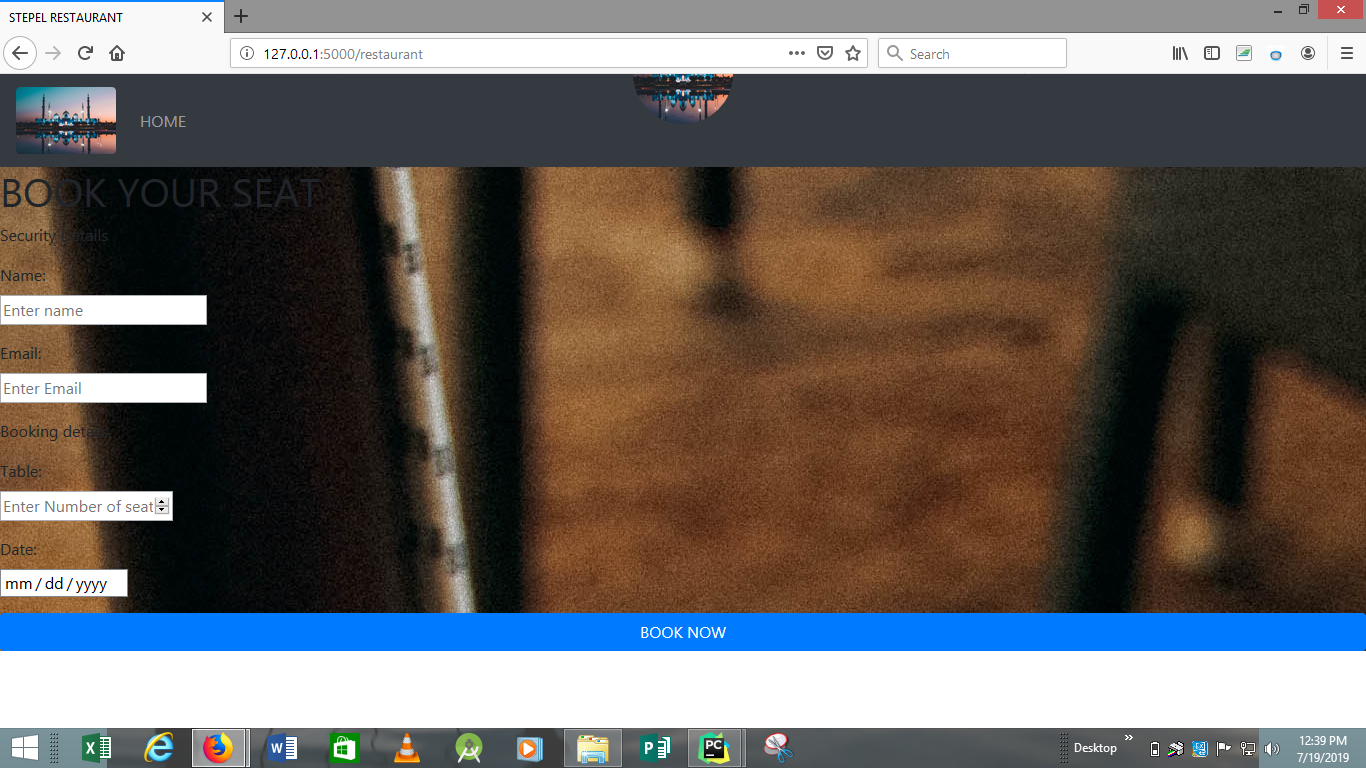 STEPEL RESTAURANT
127.0.0.1:5000/restaurant
Search
HOME
BOOK YOUR SEAT
Security Details
Name:
Enter name
Email:
Enter Email
Booking details
Table:
Enter Number of seat
Date:
mm / dd / yyyy
BOOK NOW
Desktop
12:39 PM
7/19/2019